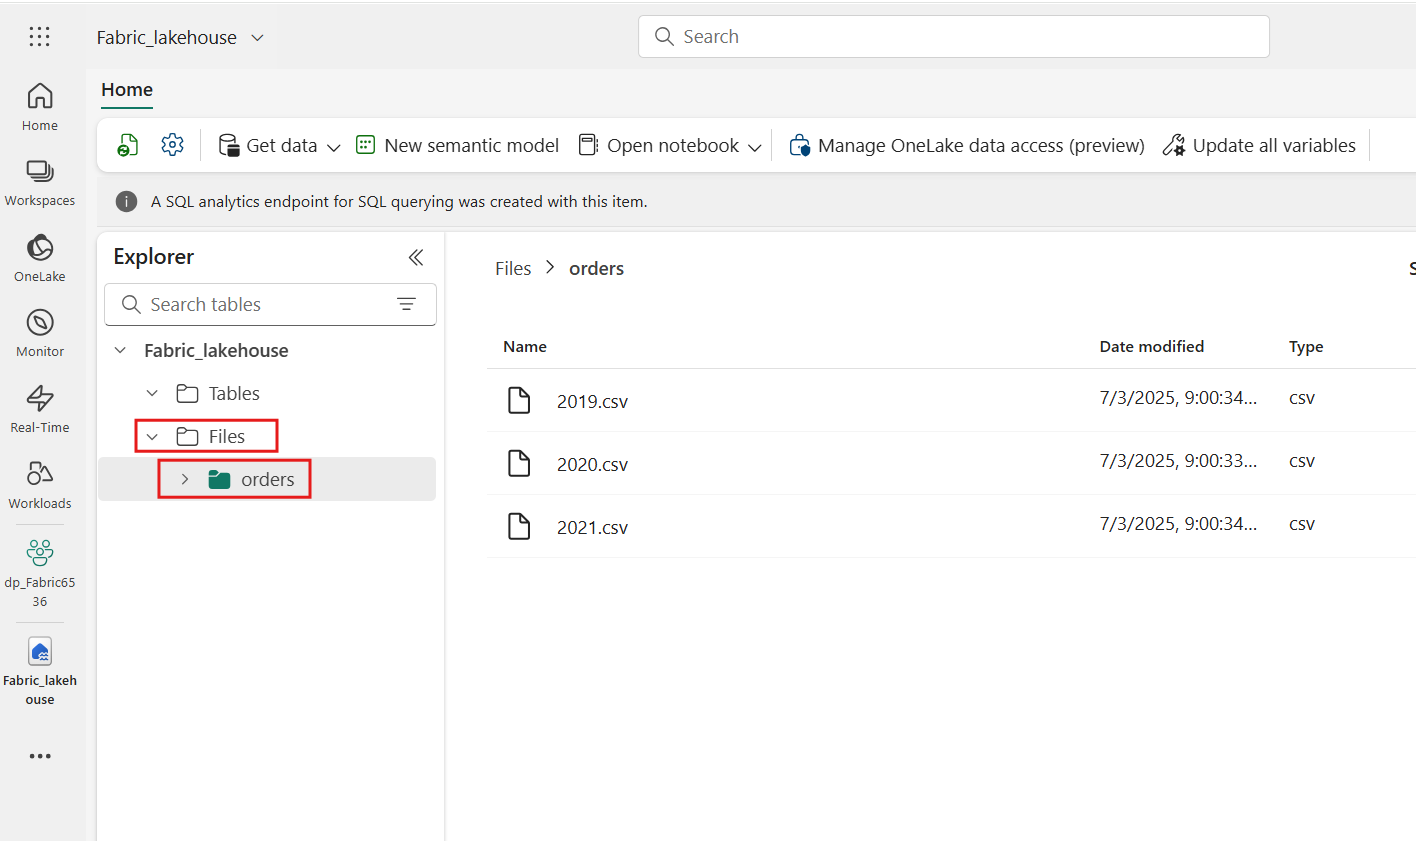 Fabric_lakehouse
Search
Home
Get data
New semantic model
Open notebook
Manage OneLake data access (preview)
Update all variables
A SQL analytics endpoint for SQL querying was created with this item.
Home
Workspaces
OneLake
Monitor
Real-Time
Workloads
dp_Fabric65
36
Fabric_lakeh
ouse
Explorer
Search tables
Fabric_lakehouse
Tables
Files
orders
Files > orders
Name Date modified Type
2019.csv 7/3/2025, 9:00:34... csv
2020.csv 7/3/2025, 9:00:33... csv
2021.csv 7/3/2025, 9:00:34... csv